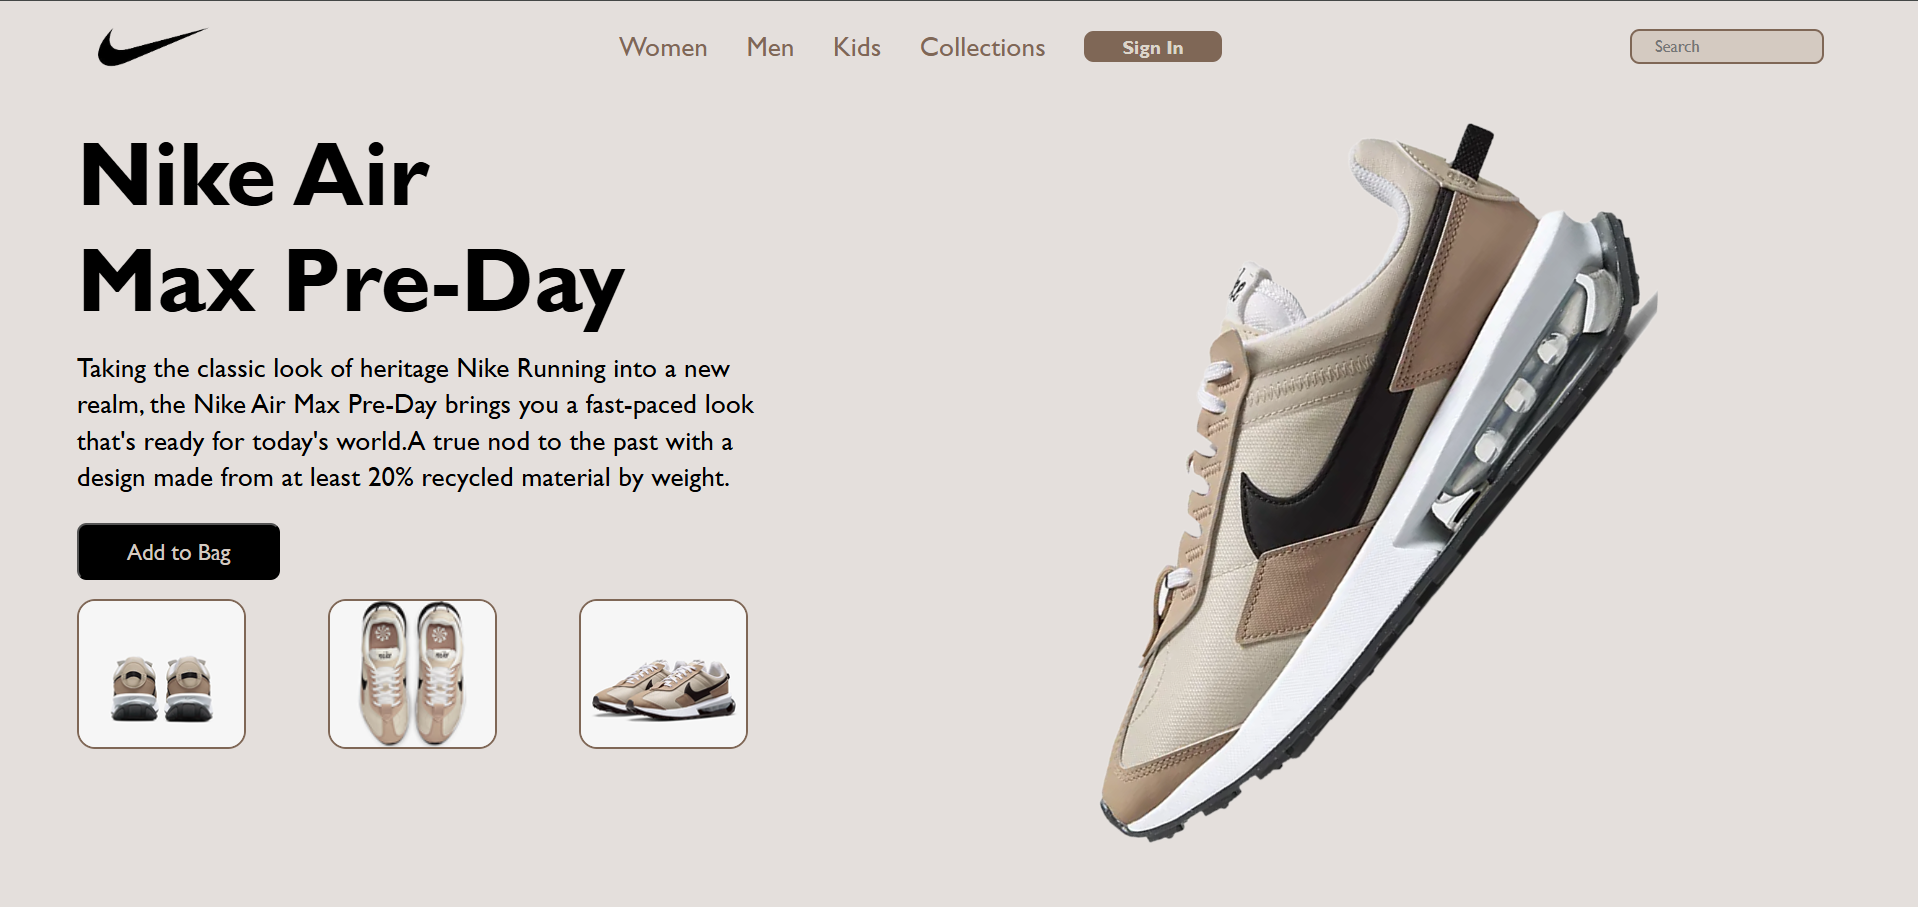 Women Men Kids Collections Sign In Search
Nike Air
Max Pre-Day
Taking the classic look of heritage Nike Running into a new
realm, the Nike Air Max Pre-Day brings you a fast-paced look
that's ready for today's world.A true nod to the past with a
design made from at least 20% recycled material by weight.
Add to Bag